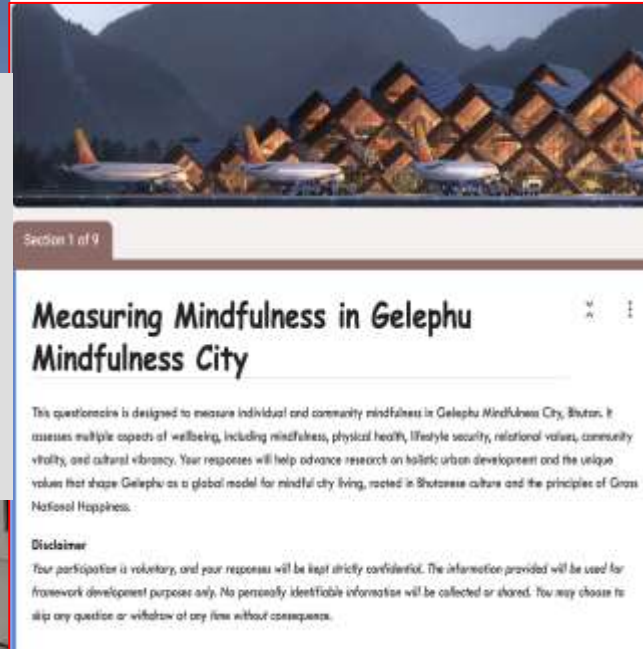 Section 1 of 9
Measuring Mindfulness in Gelephu
Mindfulness City
This questionnaire is designed to measure individual and community mindfulness in Gelephu Mindfulness City, Bhutan. It
assesses multiple aspects of wellbeing, including mindfulness, physical health, lifestyle security, relational values, community
vitality, and cultural vibrancy. Your responses will help advance research on holistic urban development and the unique
values that shape Gelephu as a global model for mindful city living, rooted in Bhutanese culture and the principles of Gross
National Happiness.
Disclaimer
Your participation is voluntary, and your responses will be kept strictly confidential. The information provided will be used for
framework development purposes only. No personally identifiable information will be collected or shared. You may choose to
skip any question or withdraw at any time without consequence.